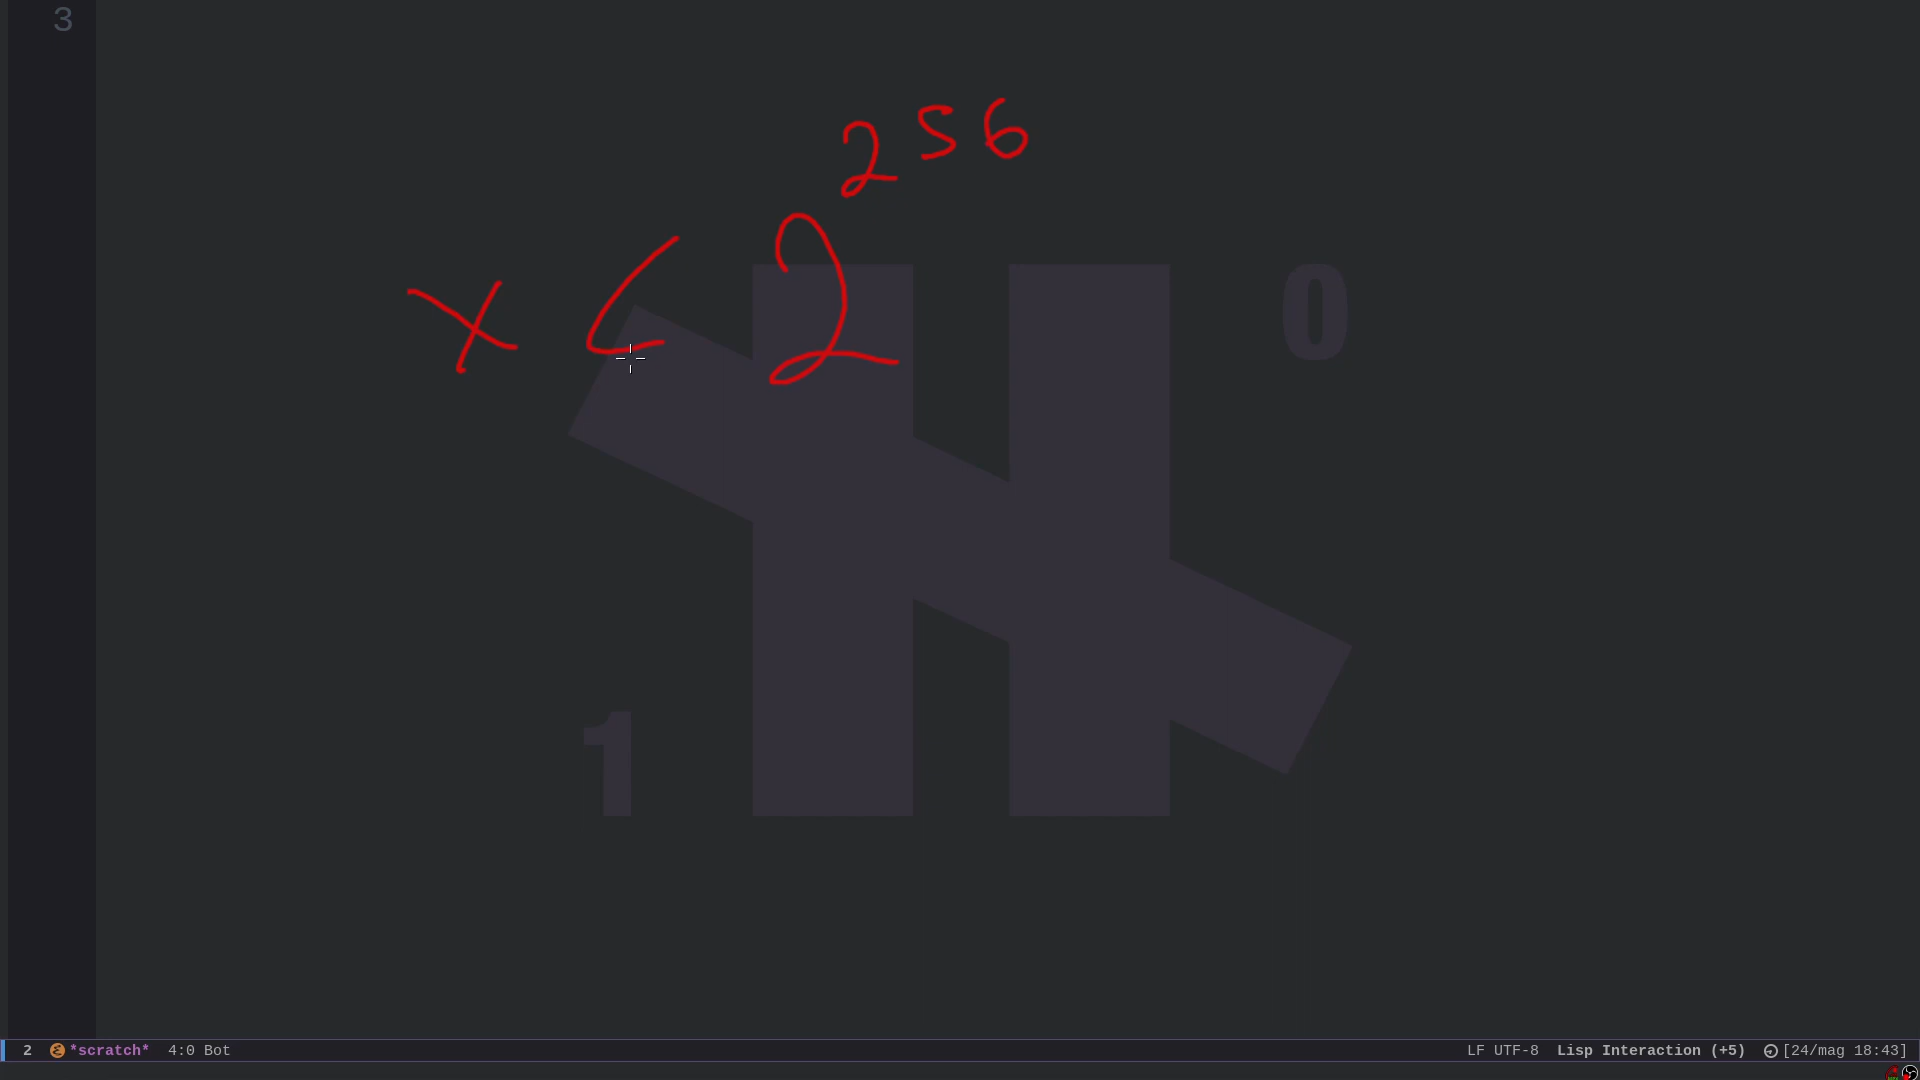 3
x < 2^256
0
1
2 *scratch* 4:0 Bot LF UTF-8 Lisp Interaction (+5) [24/mag 18:43]